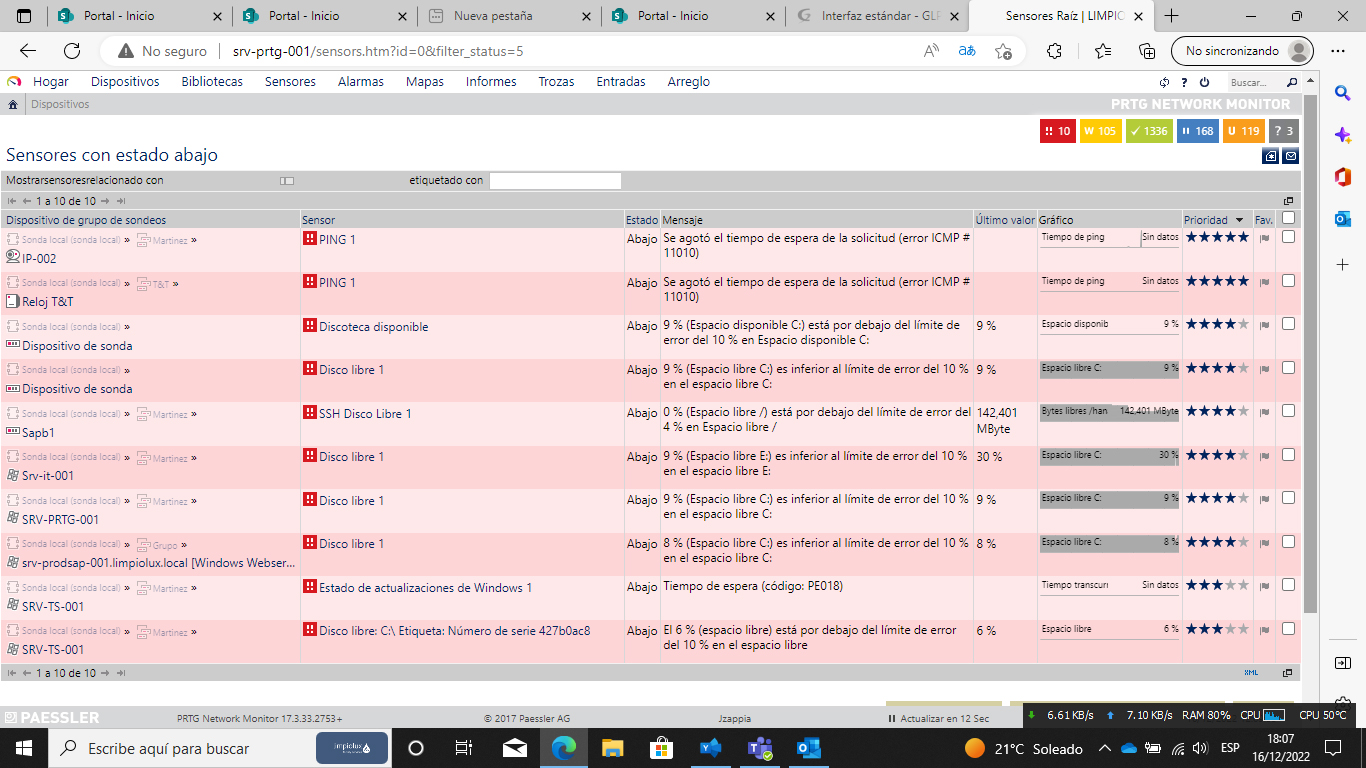 Portal - Inicio
Portal - Inicio
Nueva pestaña
Portal - Inicio
Interfaz estándar - GLP
Sensores Raíz | LIMPIO
No seguro
srv-prtg-001/sensors.htm?id=0&filter_status=5
No sincronizando
Hogar Dispositivos Bibliotecas Sensores Alarmas Mapas Informes Trozas Entradas Arreglo
Buscar...
Dispositivos
PRTG NETWORK MONITOR
10 W 105 1336 168 U 119 ? 3
Sensores con estado abajo
Mostrarsensoresrelacionado con
etiquetado con
1 a 10 de 10
Dispositivo de grupo de sondeos Sensor Estado Mensaje Último valor Gráfico Prioridad Fav.
Sonda local (sonda local) » Martinez »
IP-002
PING 1
Abajo
Se agotó el tiempo de espera de la solicitud (error ICMP #
11010)
Tiempo de ping Sin datos
Sonda local (sonda local) » T&T »
Reloj T&T
PING 1
Abajo
Se agotó el tiempo de espera de la solicitud (error ICMP #
11010)
Tiempo de ping Sin datos
Sonda local (sonda local) »
Dispositivo de sonda
Discoteca disponible
Abajo
9 % (Espacio disponible C:) está por debajo del límite de
error del 10 % en Espacio disponible C:
9 %
Espacio disponib 9 %
Sonda local (sonda local) »
Dispositivo de sonda
Disco libre 1
Abajo
9 % (Espacio libre C:) es inferior al límite de error del 10 %
en el espacio libre C:
9 %
Espacio libre C: 9 %
Sonda local (sonda local) » Martinez »
Sapb1
SSH Disco Libre 1
Abajo
0 % (Espacio libre /) está por debajo del límite de error del
4 % en Espacio libre /
142,401
MByte
Bytes libres /han 142,401 MByte
Sonda local (sonda local) » Martinez »
Srv-it-001
Disco libre 1
Abajo
9 % (Espacio libre E:) es inferior al límite de error del 10 %
en el espacio libre E:
30 %
Espacio libre C: 30 %
Sonda local (sonda local) » Martinez »
SRV-PRTG-001
Disco libre 1
Abajo
9 % (Espacio libre C:) es inferior al límite de error del 10 %
en el espacio libre C:
9 %
Espacio libre C: 9 %
Sonda local (sonda local) » Grupo »
srv-prodsap-001.limpiolux.local [Windows Webser...
Disco libre 1
Abajo
8 % (Espacio libre C:) es inferior al límite de error del 10 %
en el espacio libre C:
8 %
Espacio libre C: 8 %
Sonda local (sonda local) » Martinez »
SRV-TS-001
Estado de actualizaciones de Windows 1
Abajo
Tiempo de espera (código: PE018)
Tiempo transcuri Sin datos
Sonda local (sonda local) » Martinez »
SRV-TS-001
Disco libre: C:\ Etiqueta: Número de serie 427b0ac8
Abajo
El 6 % (espacio libre) está por debajo del límite de error
del 10 % en el espacio libre
6 %
Espacio libre 6 %
1 a 10 de 10
XML
PAESSLER
PRTG Network Monitor 17.3.33.2753+
© 2017 Paessler AG
Jzappia
Actualizar en 12 Sec
6.61 KB/s 7.10 KB/s RAM 80% CPU CPU 50°C
Escribe aquí para buscar
limpiolux
21°C Soleado
ESP
18:07
16/12/2022